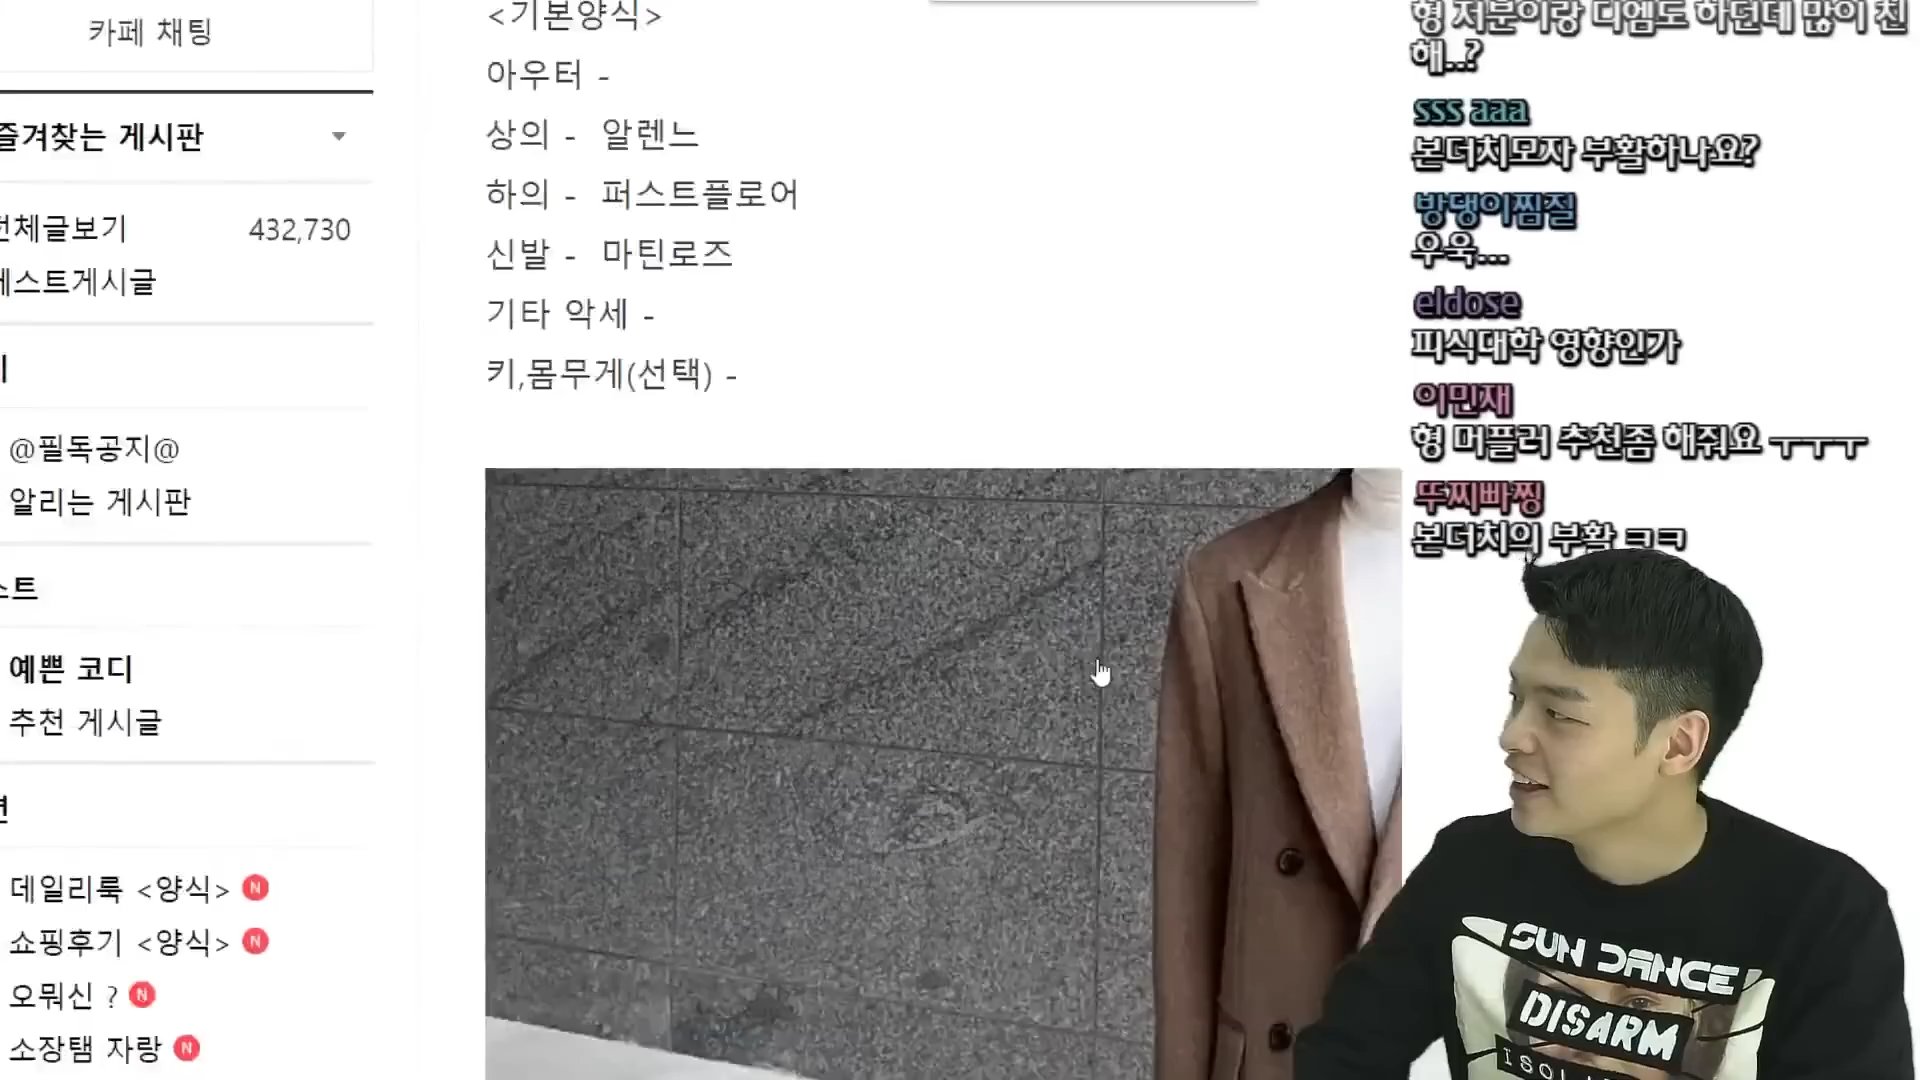 카페 채팅
즐겨찾는 게시판
전체글보기 432,730
베스트게시글
@필독공지@
알리는 게시판
예쁜 코디
추천 게시글
데일리룩 <양식> N
쇼핑후기 <양식> N
오뭐신 ? N
소장탬 자랑 N
<기본양식>
아우터 -
상의 - 알렌느
하의 - 퍼스트플로어
신발 - 마틴로즈
기타 악세 -
키,몸무게(선택) -
형 저분이랑 디엠도 하던데 많이 친
해..?
sss aaa
본더치모자 부활하나요?
방댕이찜질
우욱...
eldose
피식대학 영향인가
이민재
형 머플러 추천좀 해줘요 ㅜㅜㅜ
뚜찌빠찡
본더치의 부활 ㅋㅋ
SUN DANCE
DISARM